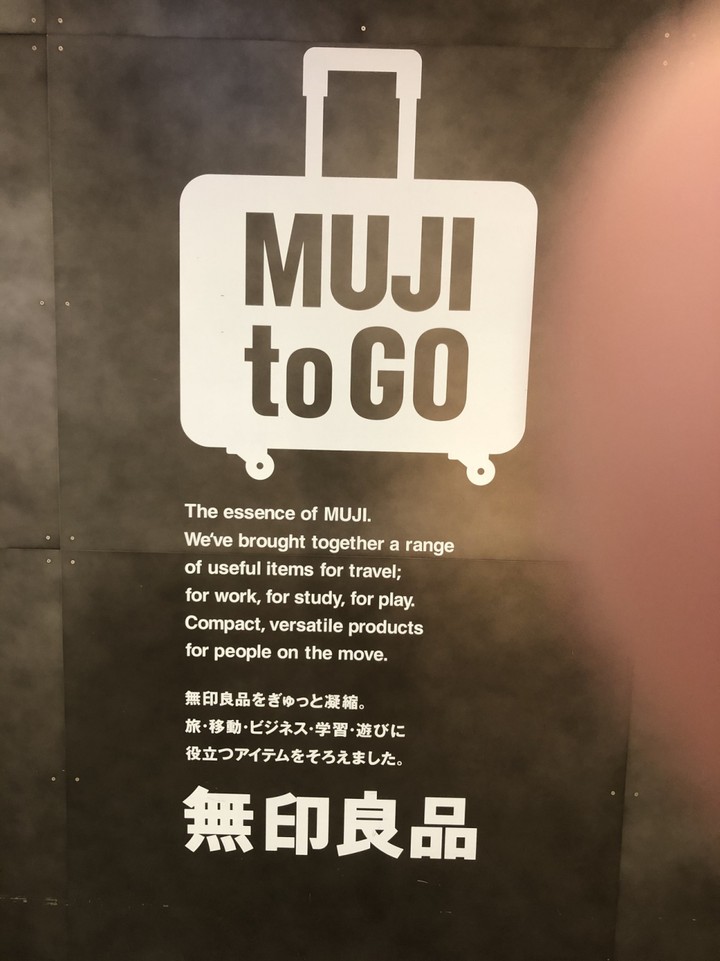 MUJI
to GO
The essence of MUJI.
We've brought together a range
of useful items for travel;
for work, for study, for play.
Compact, versatile products
for people on the move.
無印良品をぎゅっと凝縮。
旅・移動・ビジネス・学習・遊びに
役立つアイテムをそろえました。
無印良品